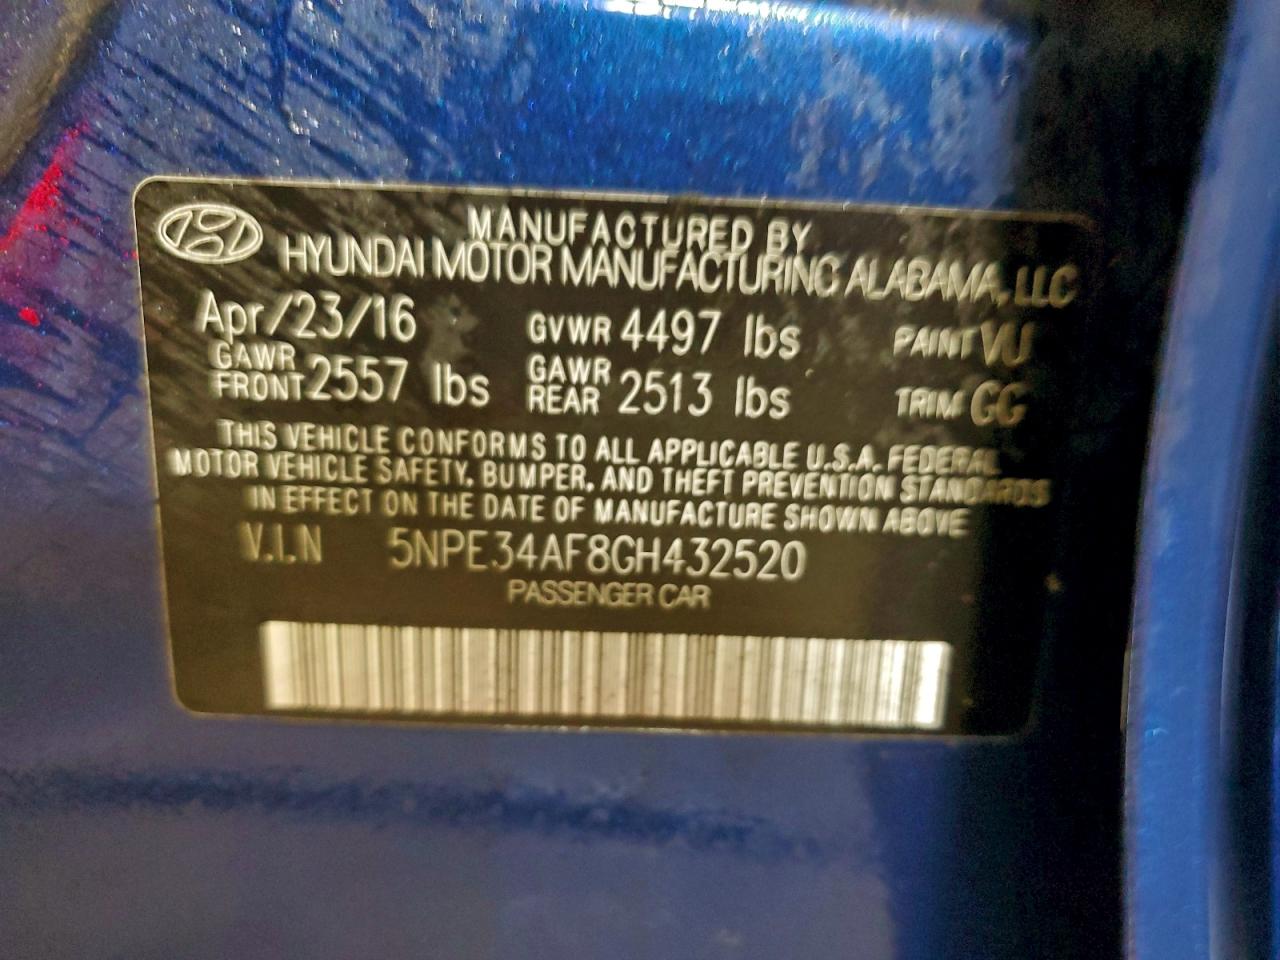 MANUFACTURED BY
HYUNDAI MOTOR MANUFACTURING ALABAMA, LLC
Apr/23/16 GVWR 4497 lbs PAINT VU
GAWR FRONT 2557 lbs GAWR REAR 2513 lbs TRIM GG
THIS VEHICLE CONFORMS TO ALL APPLICABLE U.S.A. FEDERAL
MOTOR VEHICLE SAFETY, BUMPER, AND THEFT PREVENTION STANDARDS
IN EFFECT ON THE DATE OF MANUFACTURE SHOWN ABOVE
V.I.N 5NPE34AF8GH432520
PASSENGER CAR